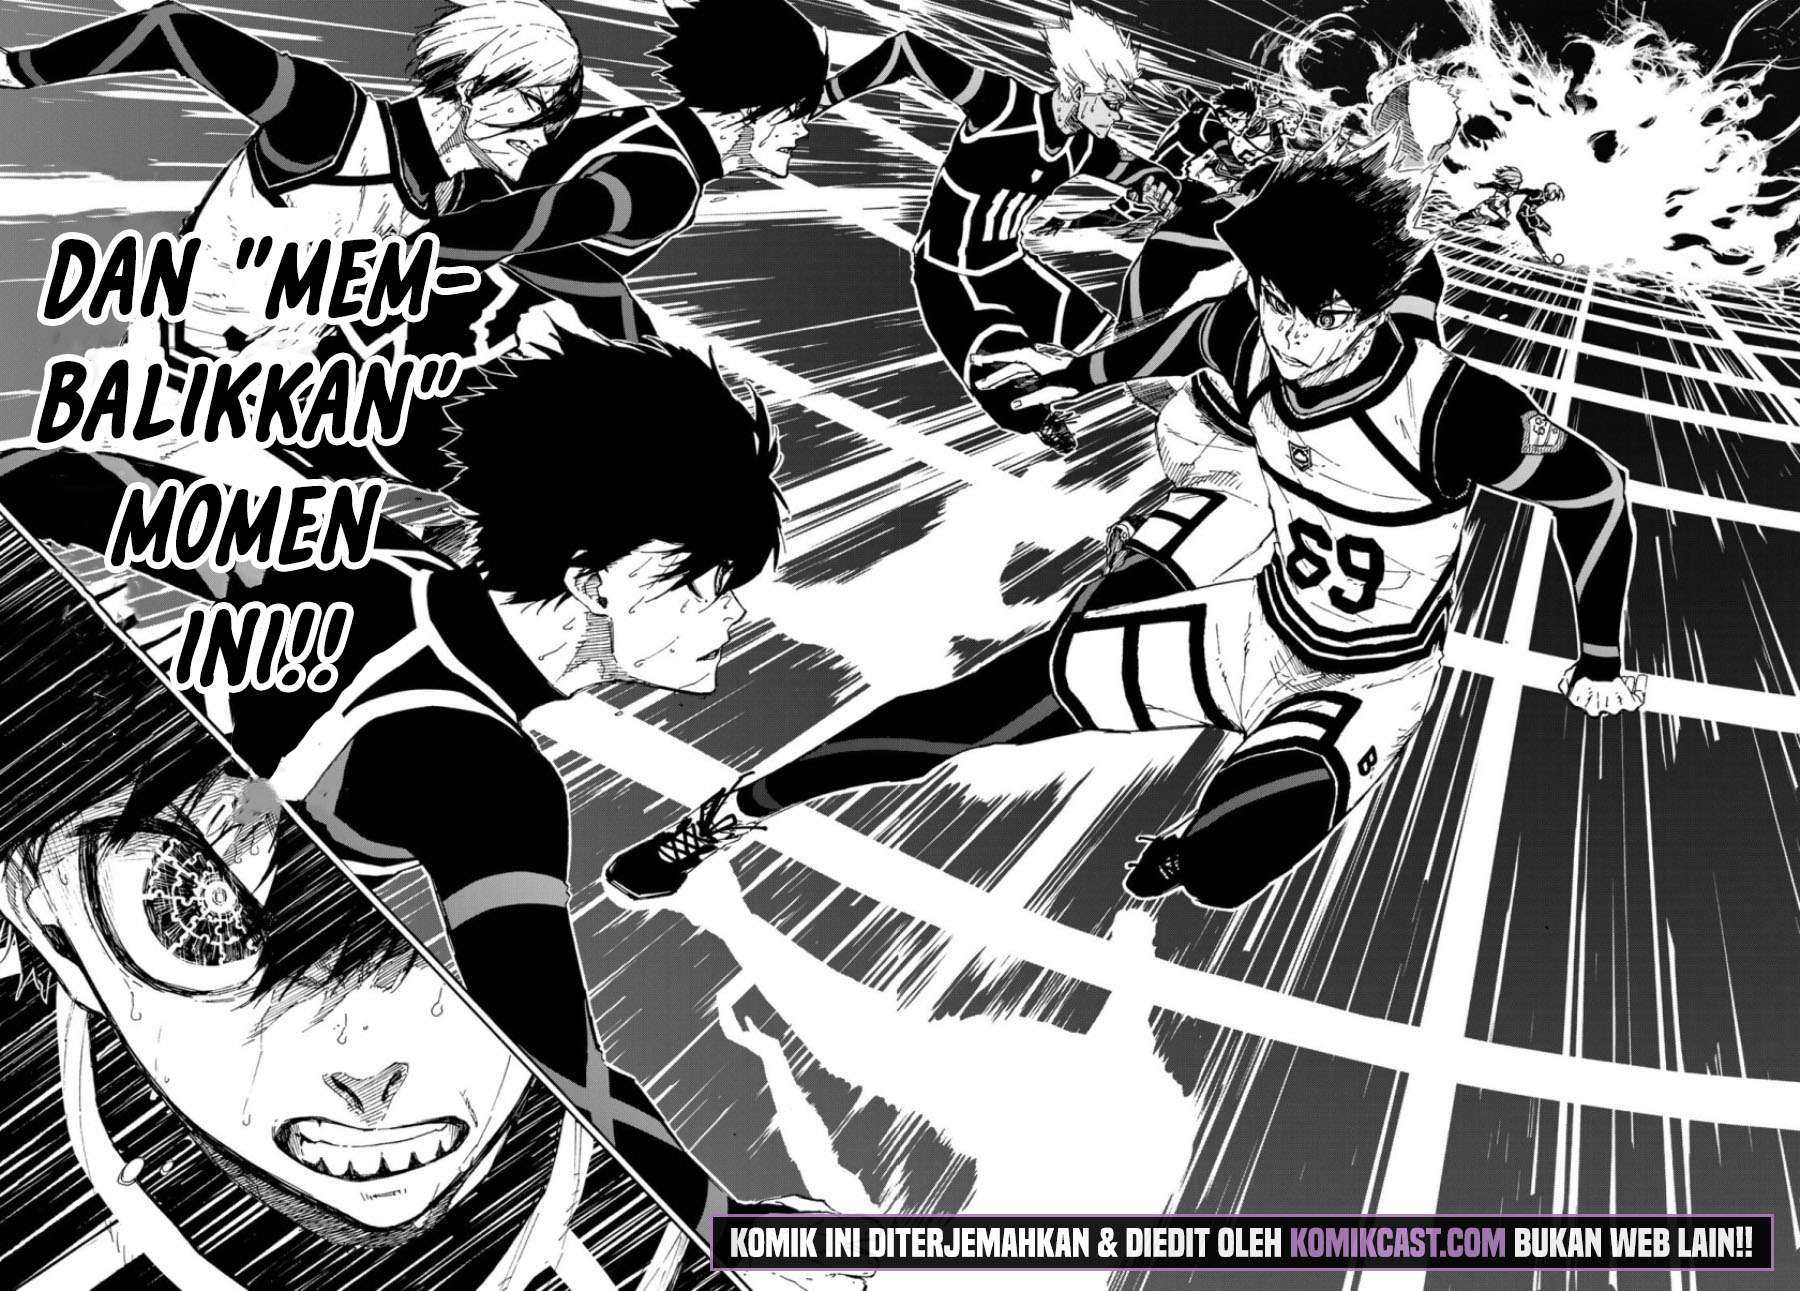 DAN "MEM-
BALIKKAN"
MOMEN
INI!!
69
B
KOMIK INI DITERJEMAHKAN & DIEDIT OLEH KOMIKCAST.COM BUKAN WEB LAIN!!